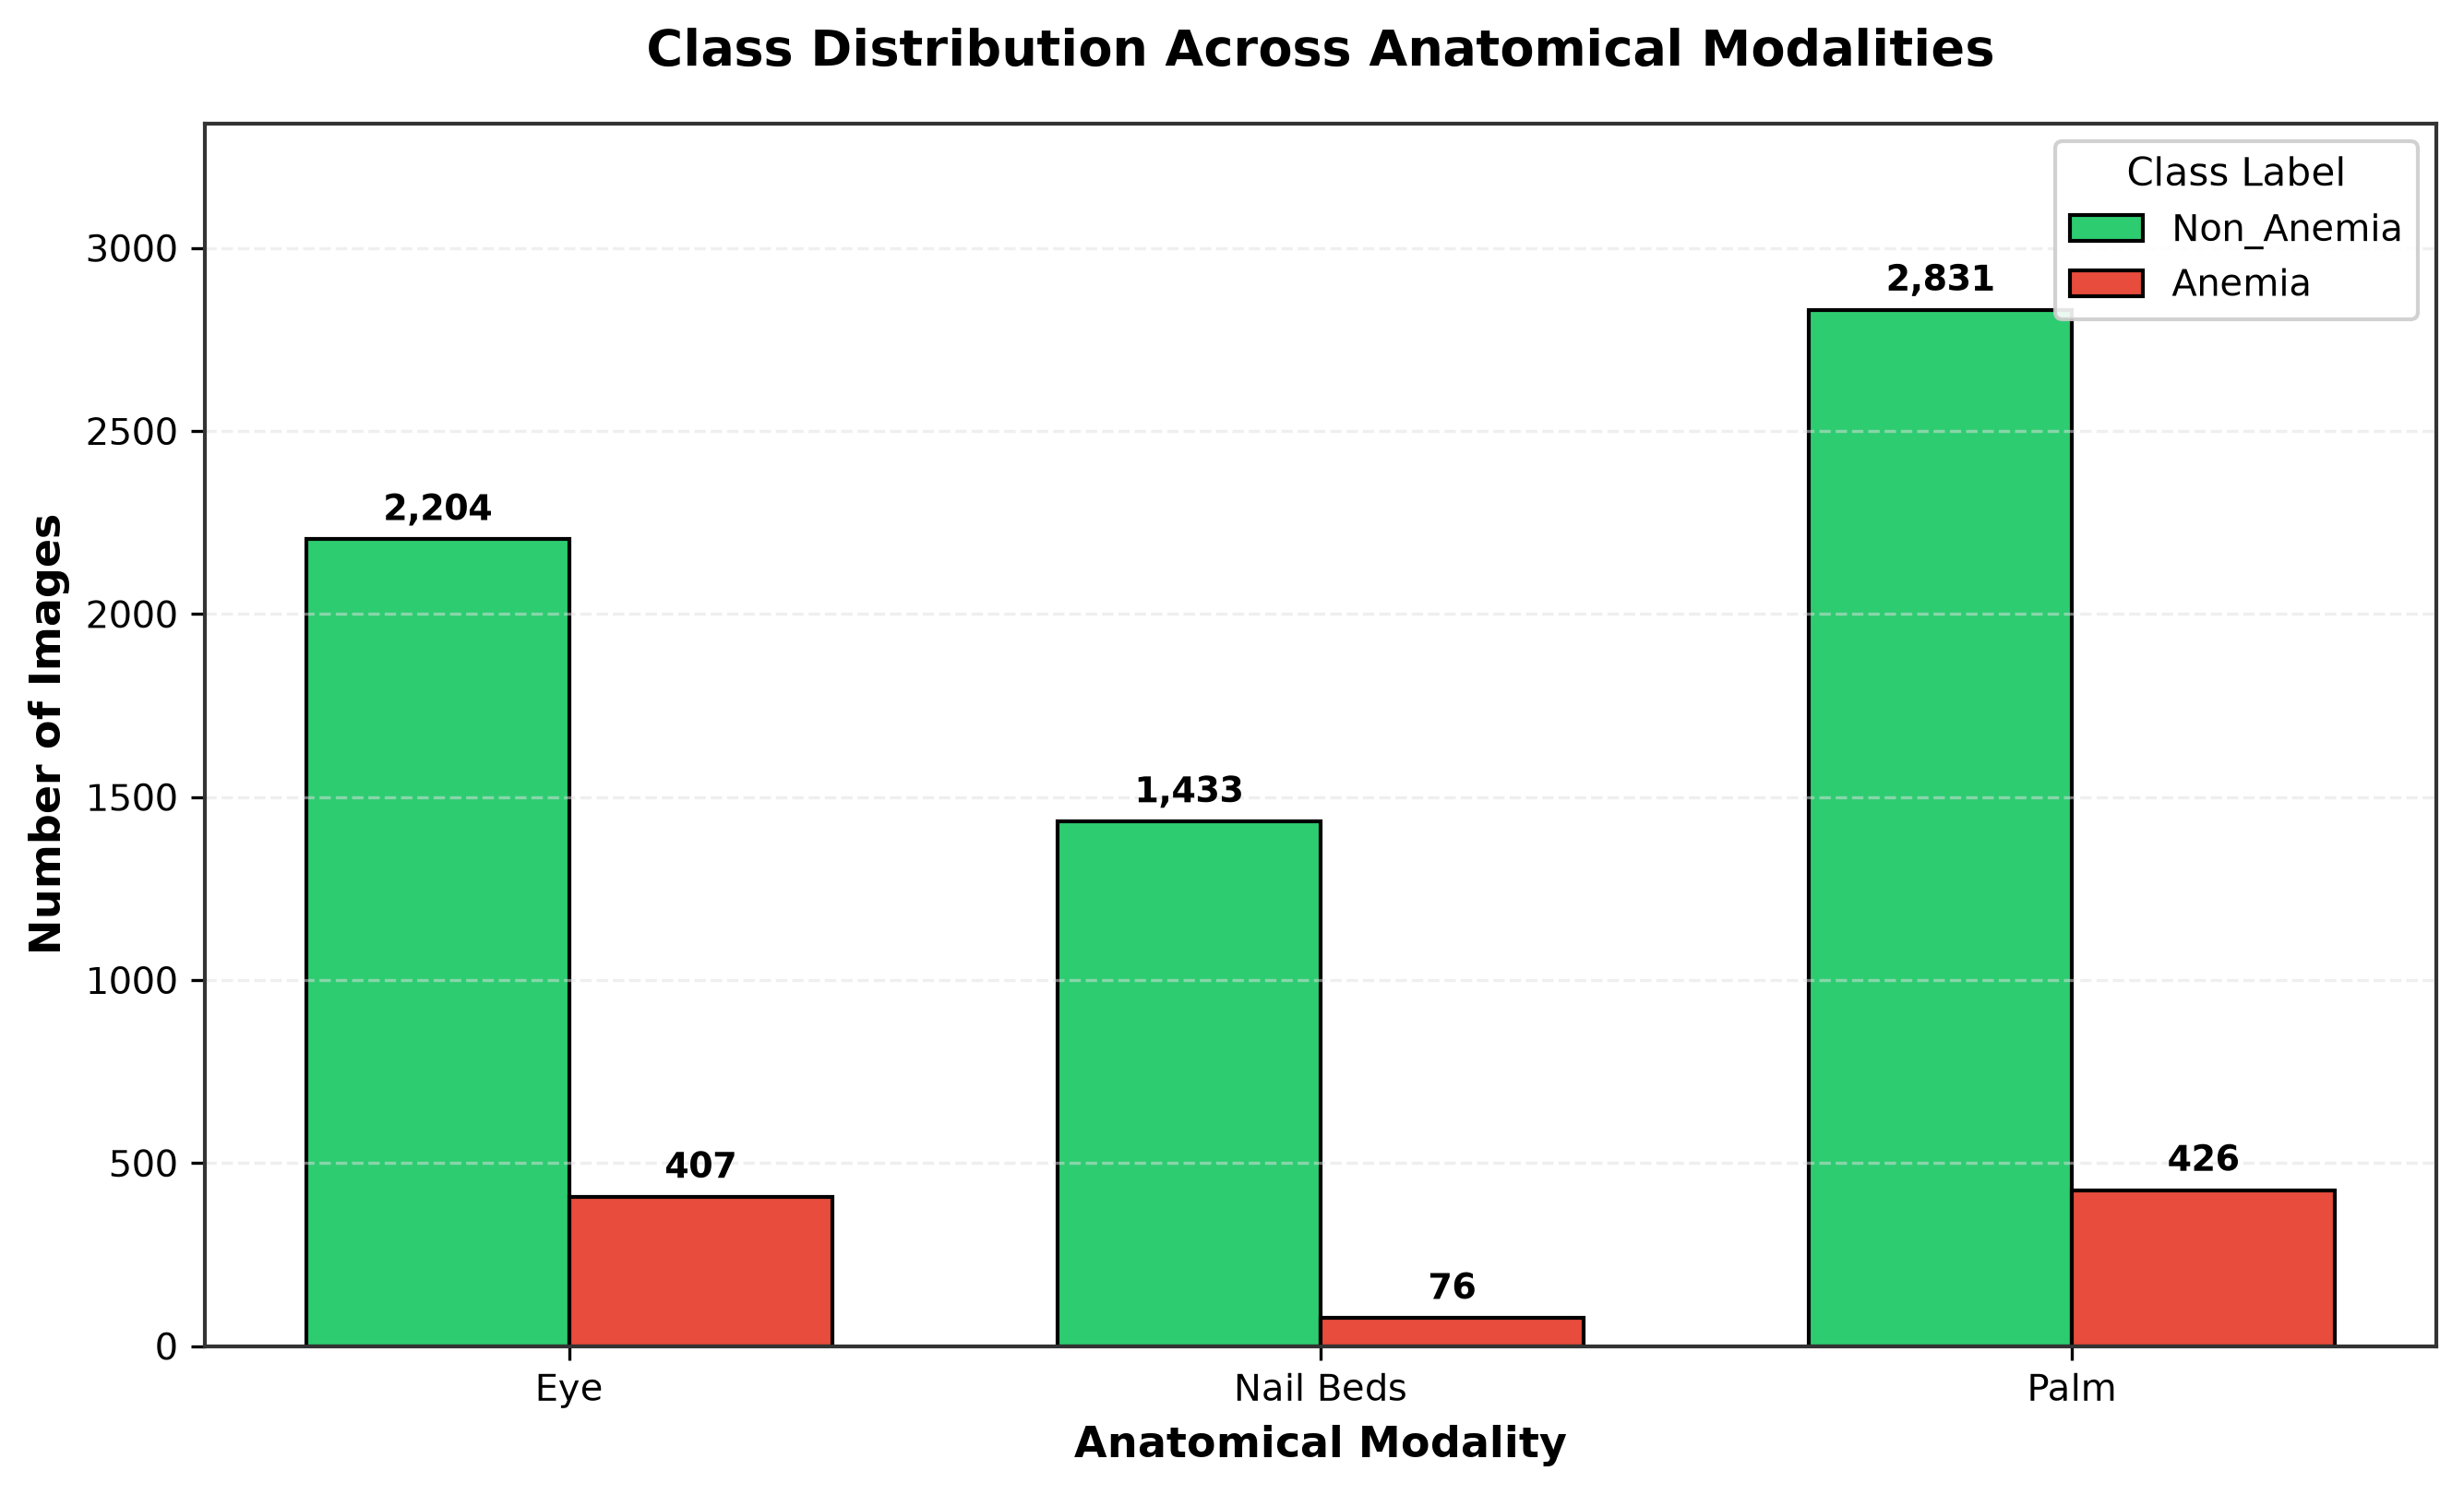 Class Distribution Across Anatomical Modalities
Class Label
Non_Anemia
Anemia
Number of Images
3000
2500
2000
1500
1000
500
0
2,204
407
1,433
76
2,831
426
Eye
Nail Beds
Palm
Anatomical Modality